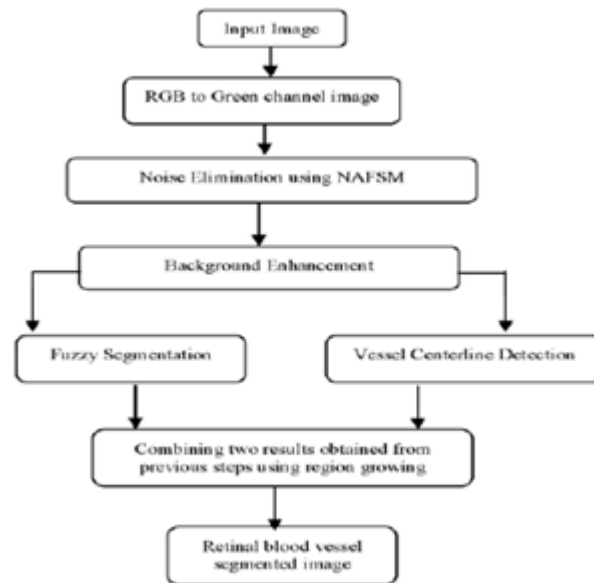 Input Image
RGB to Green channel image
Noise Elimination using NAFSM
Background Enhancement
Fuzzy Segmentation
Vessel Centerline Detection
Combining two results obtained from
previous steps using region growing
Retinal blood vessel
segmented image